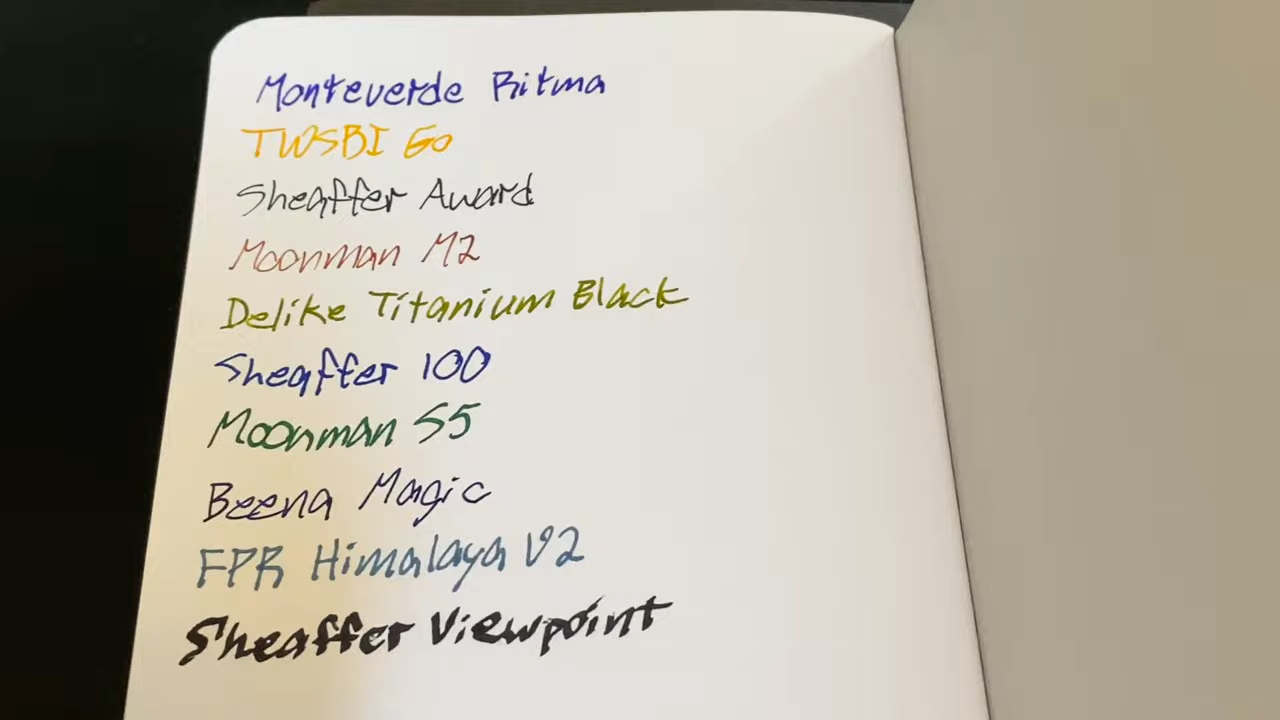 Monteverde Ritma
TWSBI Go
Sheaffer Award
Moonman M2
Delike Titanium Black
Sheaffer 100
Moonman S5
Beena Magic
FPR Himalaya V2
Sheaffer Viewpoint